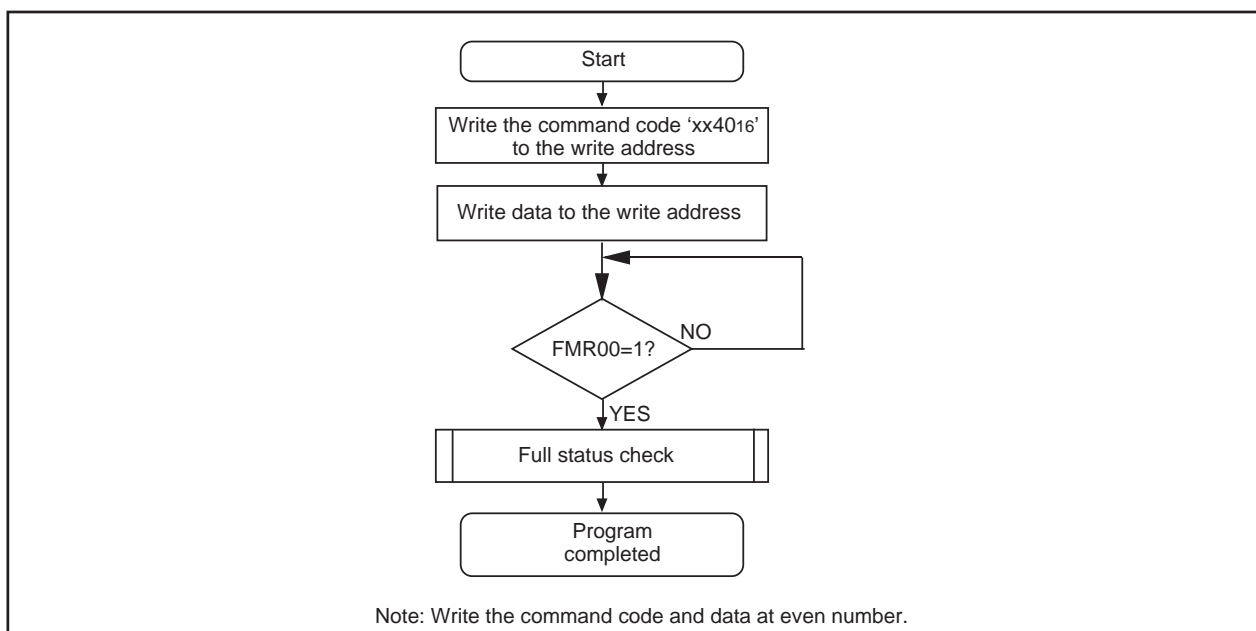 Start
Write the command code ‘xx4016’
to the write address
Write data to the write address
NO
FMR00=1?
YES
Full status check
Program
completed
Note: Write the command code and data at even number.